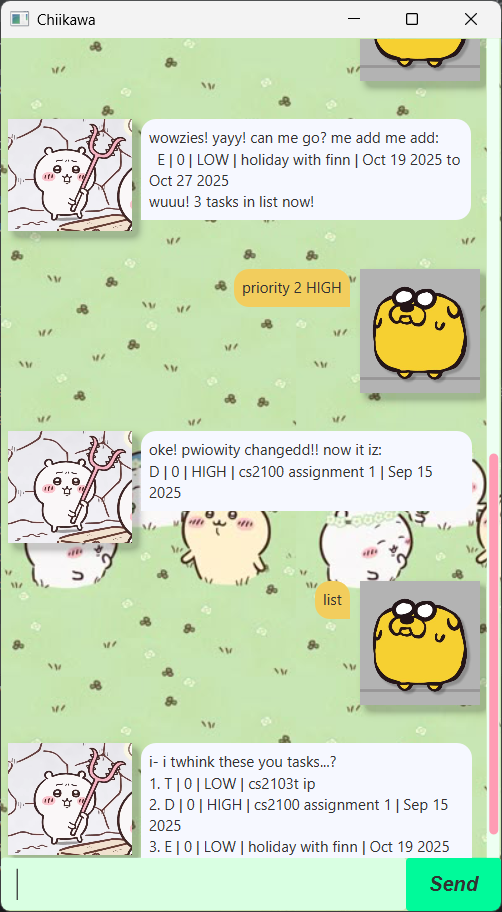 Chiikawa
wowzies! yayy! can me go? me add me add:
E | 0 | LOW | holiday with finn | Oct 19 2025 to
Oct 27 2025
wuuu! 3 tasks in list now!
priority 2 HIGH
oke! pwiowity changedd!! now it iz:
D | 0 | HIGH | cs2100 assignment 1 | Sep 15
2025
list
i- i twhink these you tasks...?
1. T | 0 | LOW | cs2103t ip
2. D | 0 | HIGH | cs2100 assignment 1 | Sep 15
2025
3. E | 0 | LOW | holiday with finn | Oct 19 2025
Send